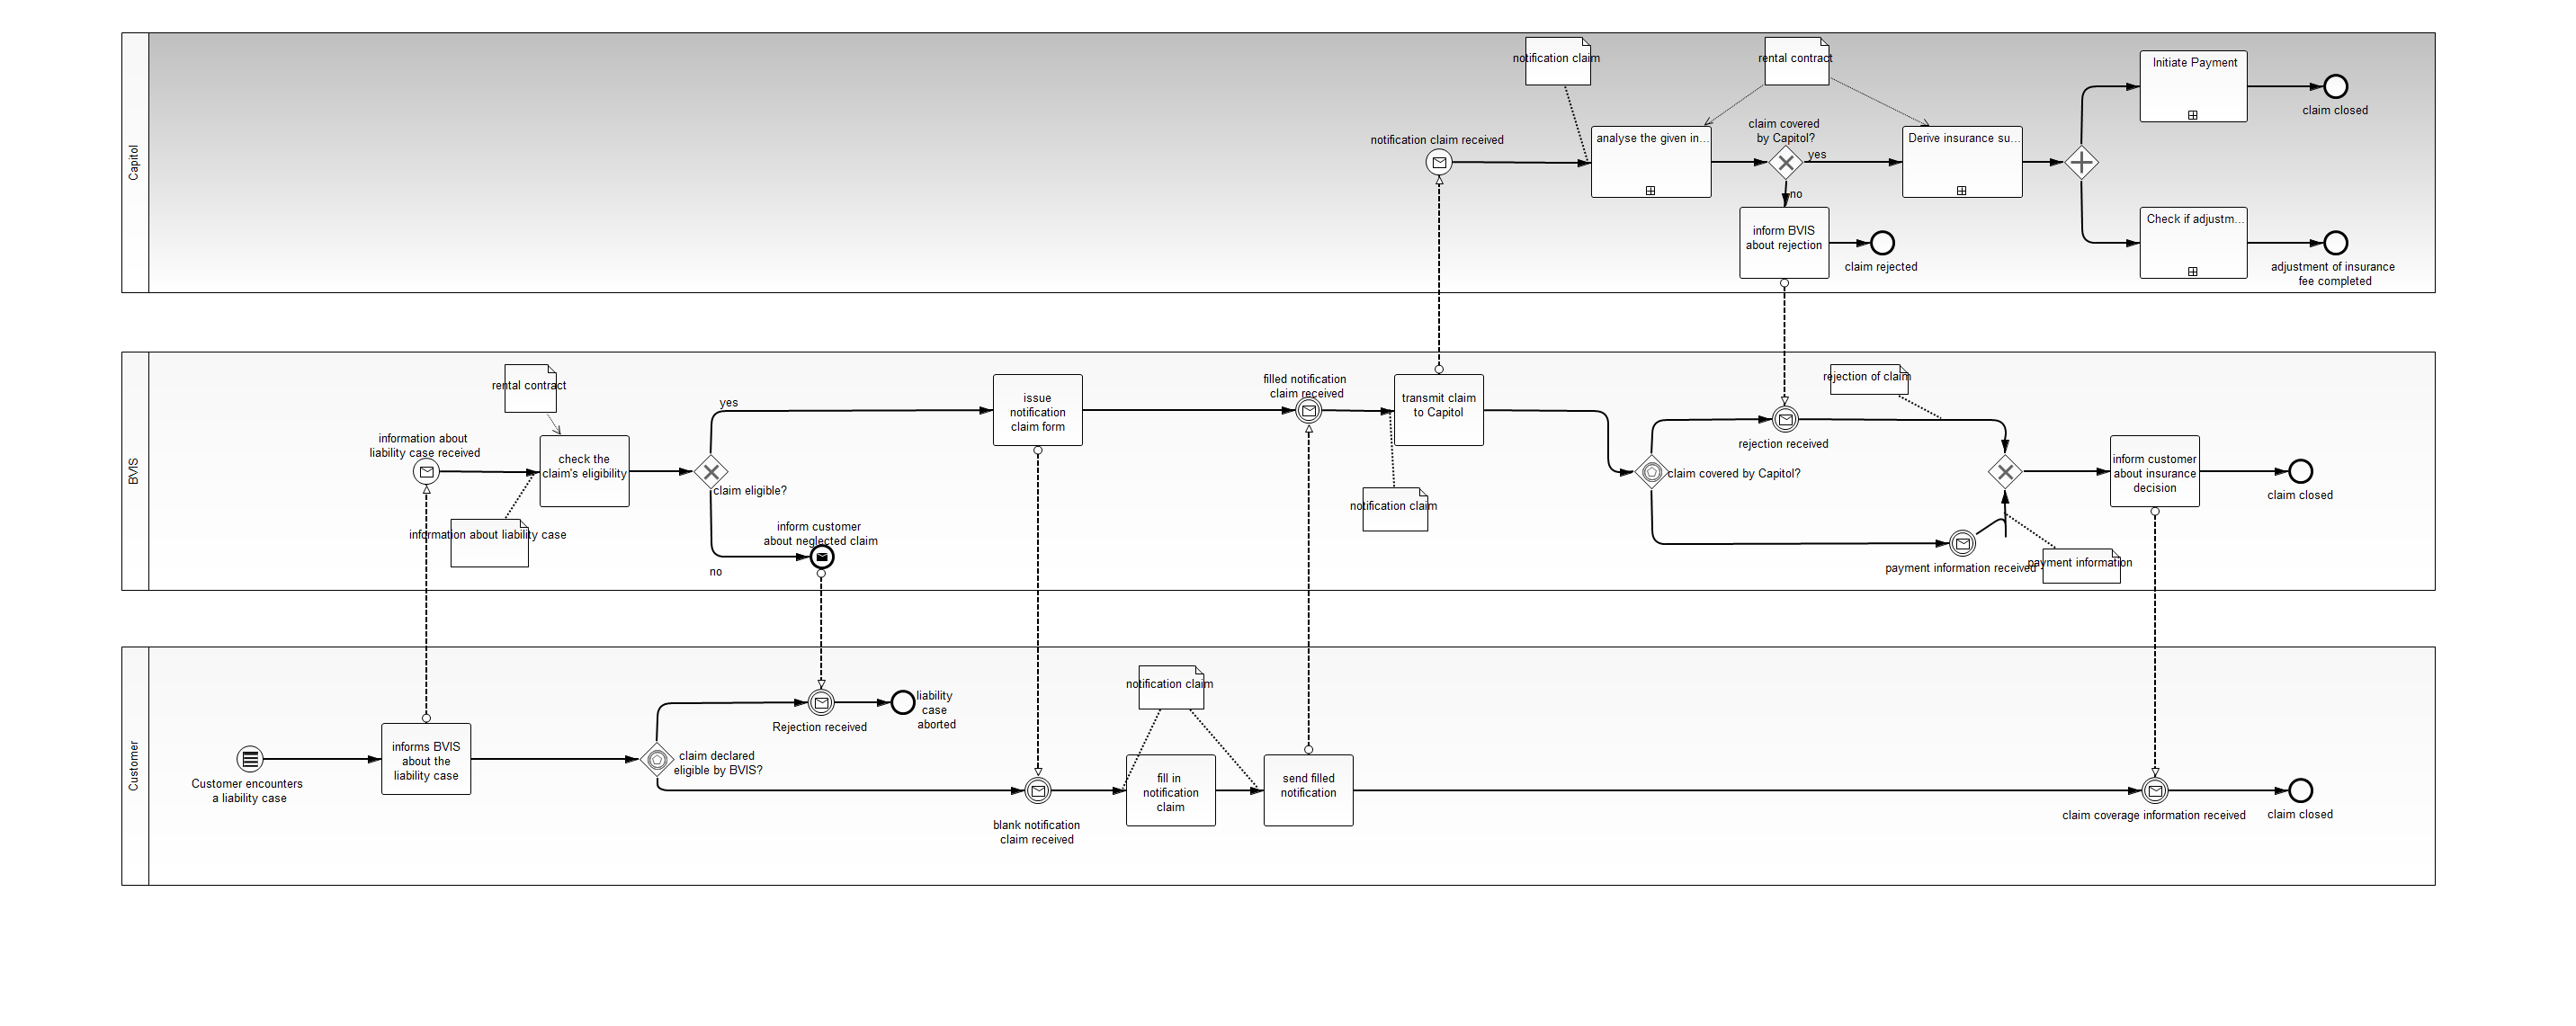 Capitol
notification claim
rental contract
Initiate Payment
claim closed
notification claim received
analyse the given in...
claim covered
by Capitol?
yes
no
Derive insurance su...
inform BVIS
about rejection
claim rejected
Check if adjustm...
adjustment of insurance
fee completed
BVIS
rental contract
information about
liability case received
check the
claim's eligibility
information about liability case
yes
claim eligible?
no
inform customer
about neglected claim
issue
notification
claim form
filled notification
claim received
transmit claim
to Capitol
notification claim
claim covered by Capitol?
rejection received
rejection of claim
payment information received
payment information
inform customer
about insurance
decision
claim closed
Customer
Customer encounters
a liability case
informs BVIS
about the
liability case
claim declared
eligible by BVIS?
Rejection received
liability
case
aborted
blank notification
claim received
notification claim
fill in
notification
claim
send filled
notification
claim coverage information received
claim closed